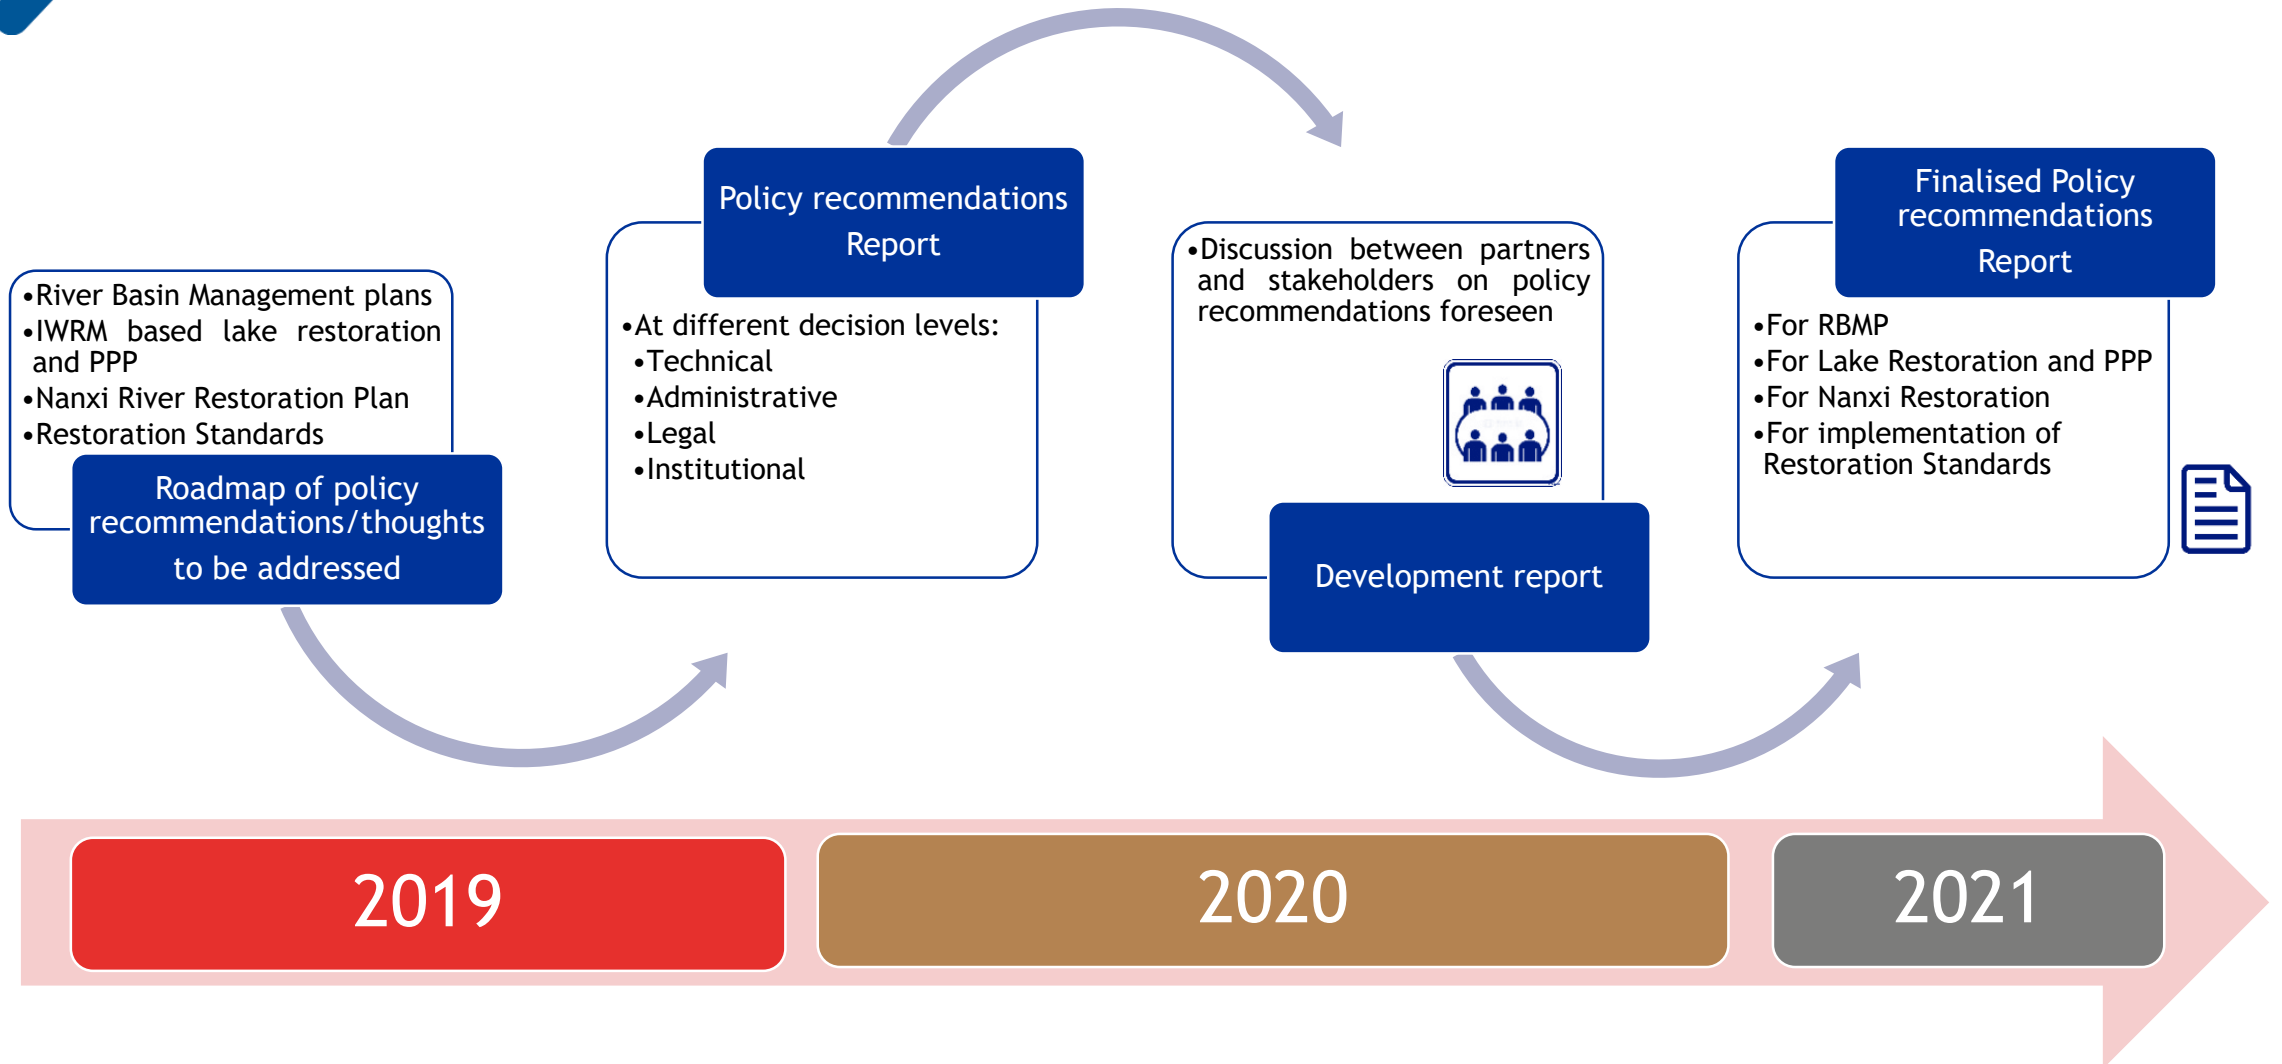 •River Basin Management plans
•IWRM based lake restoration
and PPP
•Nanxi River Restoration Plan
•Restoration Standards
Roadmap of policy
recommendations/thoughts
to be addressed
Policy recommendations
Report
•At different decision levels:
•Technical
•Administrative
•Legal
•Institutional
•Discussion between partners
and stakeholders on policy
recommendations foreseen
Development report
Finalised Policy
recommendations
Report
•For RBMP
•For Lake Restoration and PPP
•For Nanxi Restoration
•For implementation of
Restoration Standards
2019
2020
2021